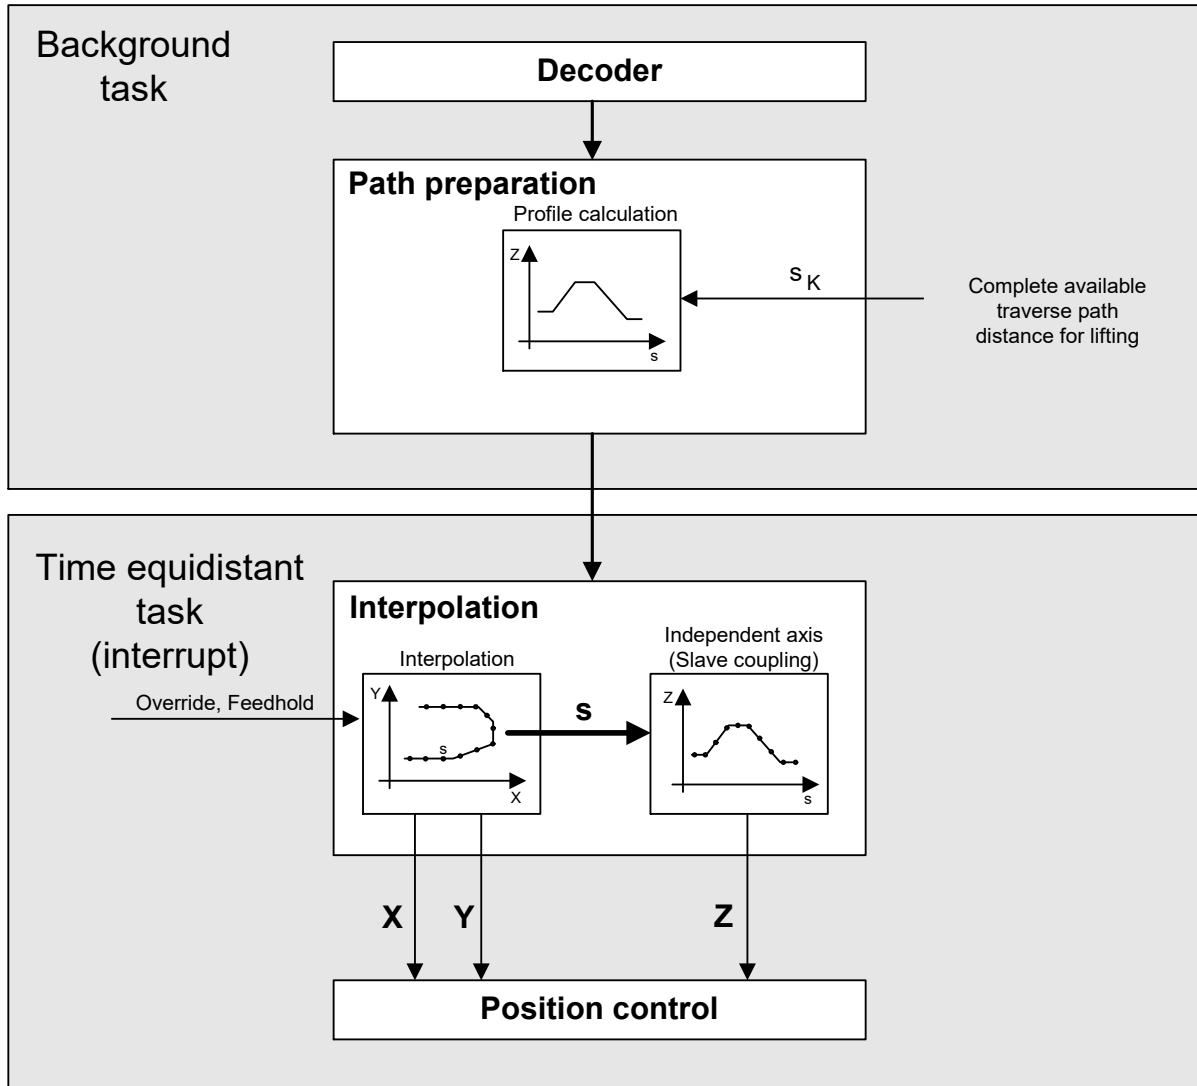 Background
task
Decoder
Path preparation
Profile calculation
Z
s
s K
Complete available
traverse path
distance for lifting
Time equidistant
task
(interrupt)
Override, Feedhold
Interpolation
Interpolation
Y
s
X
s
Independent axis
(Slave coupling)
Z
s
X
Y
Z
Position control